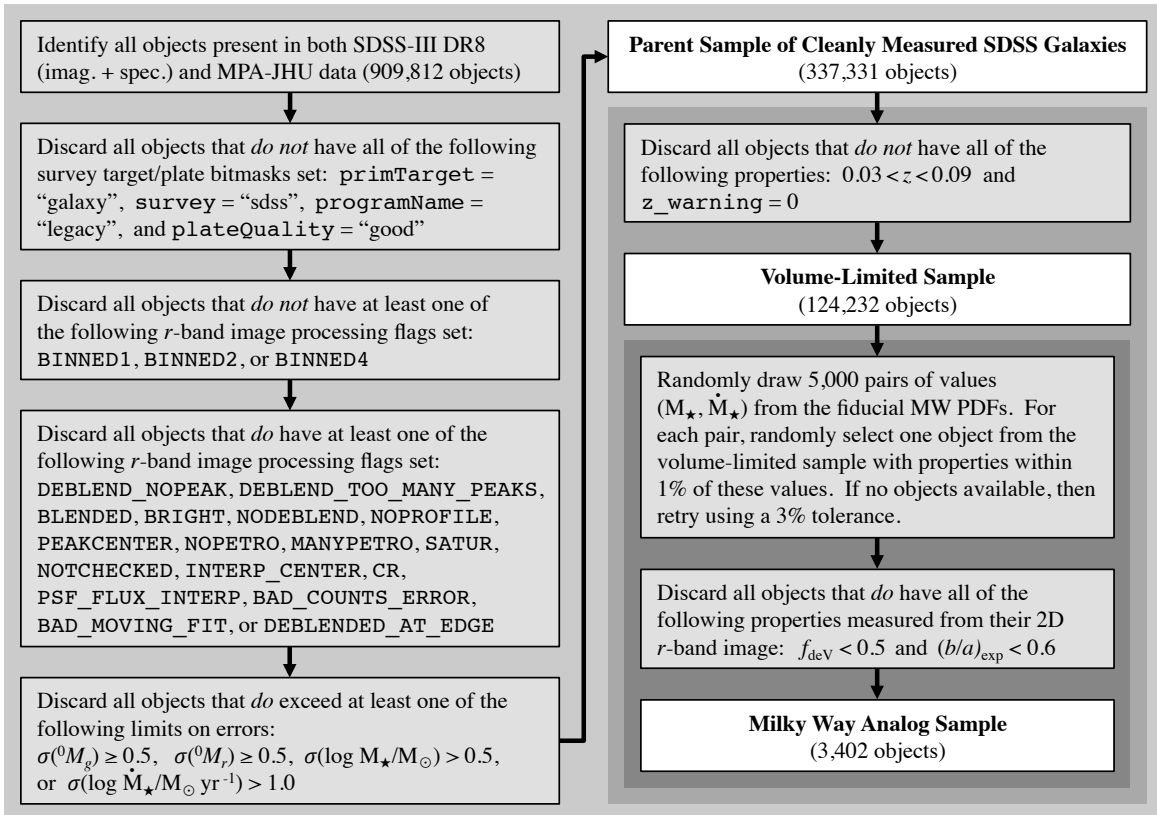 Identify all objects present in both SDSS-III DR8
(imag. + spec.) and MPA-JHU data (909,812 objects)
Discard all objects that do not have all of the following
survey target/plate bitmasks set: primTarget =
“galaxy”, survey = “sdss”, programName =
“legacy”, and plateQuality = “good”
Discard all objects that do not have at least one of
the following r-band image processing flags set:
BINNED1, BINNED2, or BINNED4
Discard all objects that do have at least one of the
following r-band image processing flags set:
DEBLEND_NOPEAK, DEBLEND_TOO_MANY_PEAKS,
BLENDED, BRIGHT, NODEBLEND, NOPROFILE,
PEAKCENTER, NOPETRO, MANYPETRO, SATUR,
NOTCHECKED, INTERP_CENTER, CR,
PSF_FLUX_INTERP, BAD_COUNTS_ERROR,
BAD_MOVING_FIT, or DEBLENDED_AT_EDGE
Discard all objects that do exceed at least one of the
following limits on errors:
σ(⁰M_g) ≥ 0.5, σ(⁰M_r) ≥ 0.5, σ(log M★/M⊙) > 0.5,
or σ(log Ṁ★/M⊙ yr⁻¹) > 1.0
Parent Sample of Cleanly Measured SDSS Galaxies
(337,331 objects)
Discard all objects that do not have all of the
following properties: 0.03 < z < 0.09 and
z_warning = 0
Volume-Limited Sample
(124,232 objects)
Randomly draw 5,000 pairs of values
(M★, Ṁ★) from the fiducial MW PDFs. For
each pair, randomly select one object from the
volume-limited sample with properties within
1% of these values. If no objects available, then
retry using a 3% tolerance.
Discard all objects that do have all of the
following properties measured from their 2D
r-band image: f_deV < 0.5 and (b/a)_exp < 0.6
Milky Way Analog Sample
(3,402 objects)